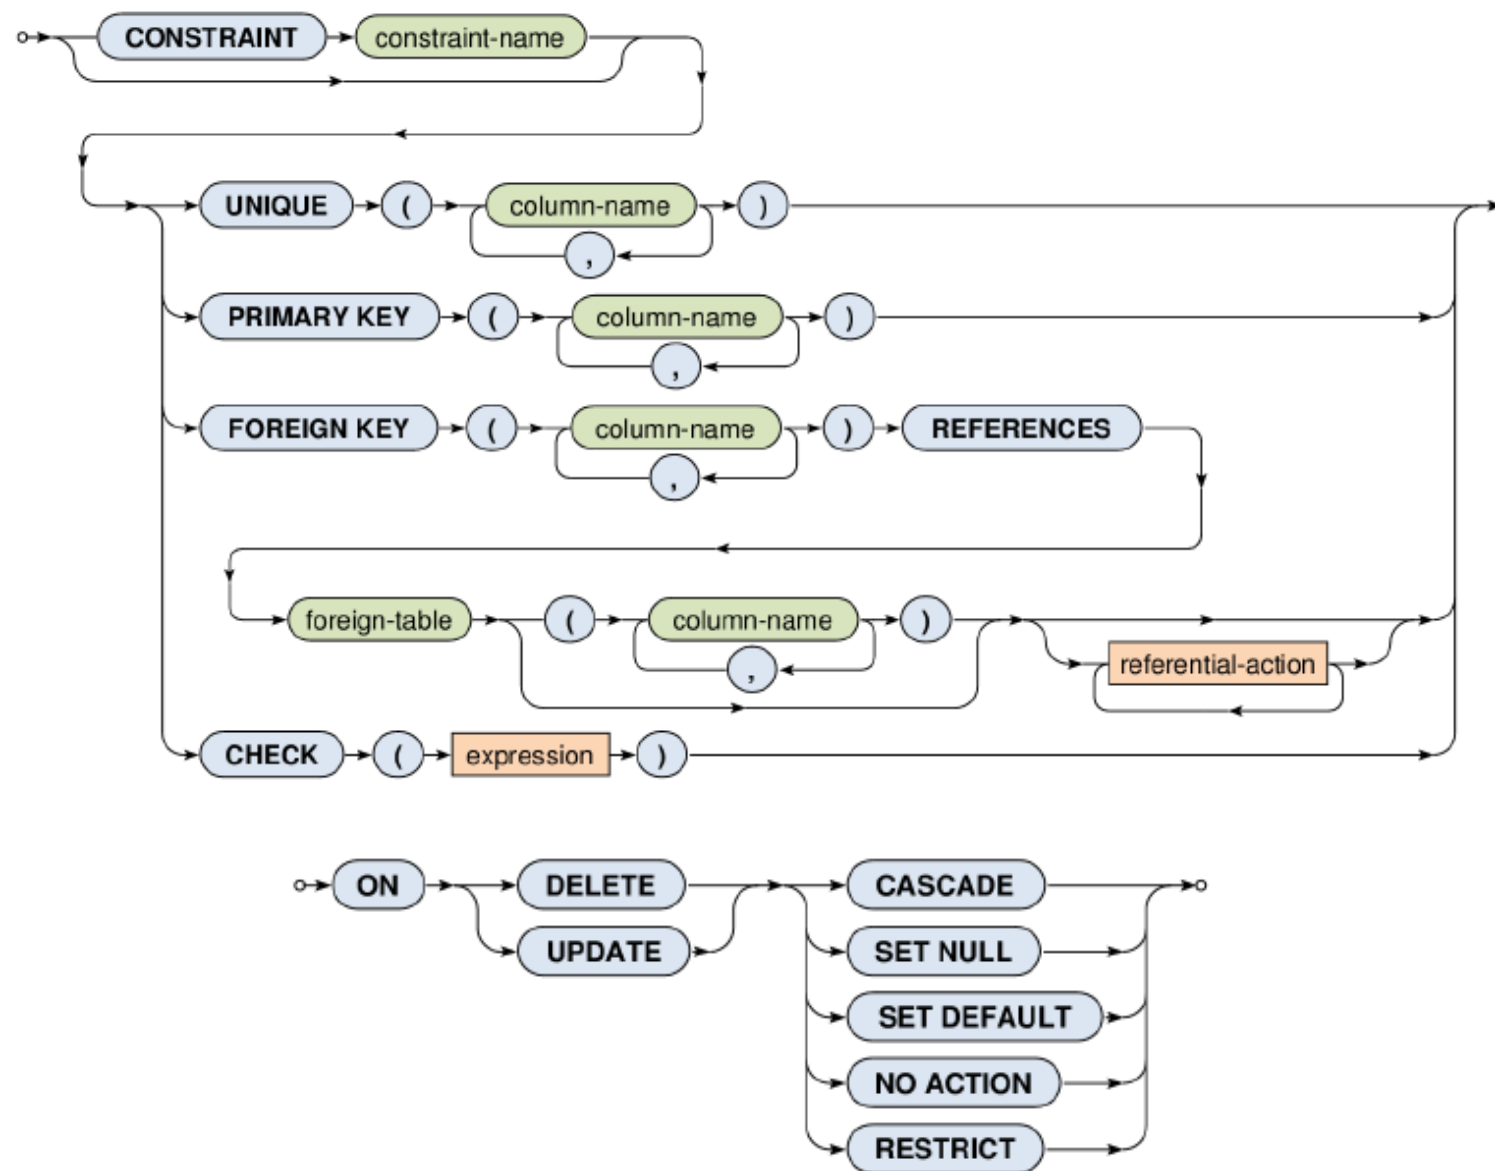 CONSTRAINT constraint-name
UNIQUE ( column-name )
,
PRIMARY KEY ( column-name )
,
FOREIGN KEY ( column-name ) REFERENCES
,
foreign-table ( column-name )
, referential-action
CHECK ( expression )
ON DELETE CASCADE
UPDATE SET NULL
SET DEFAULT
NO ACTION
RESTRICT